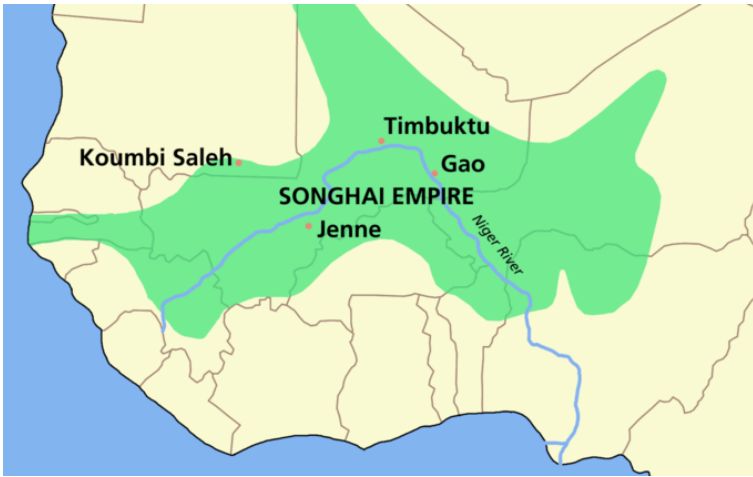 Timbuktu
Koumbi Saleh
Gao
SONGHAI EMPIRE
Jenne
Niger River